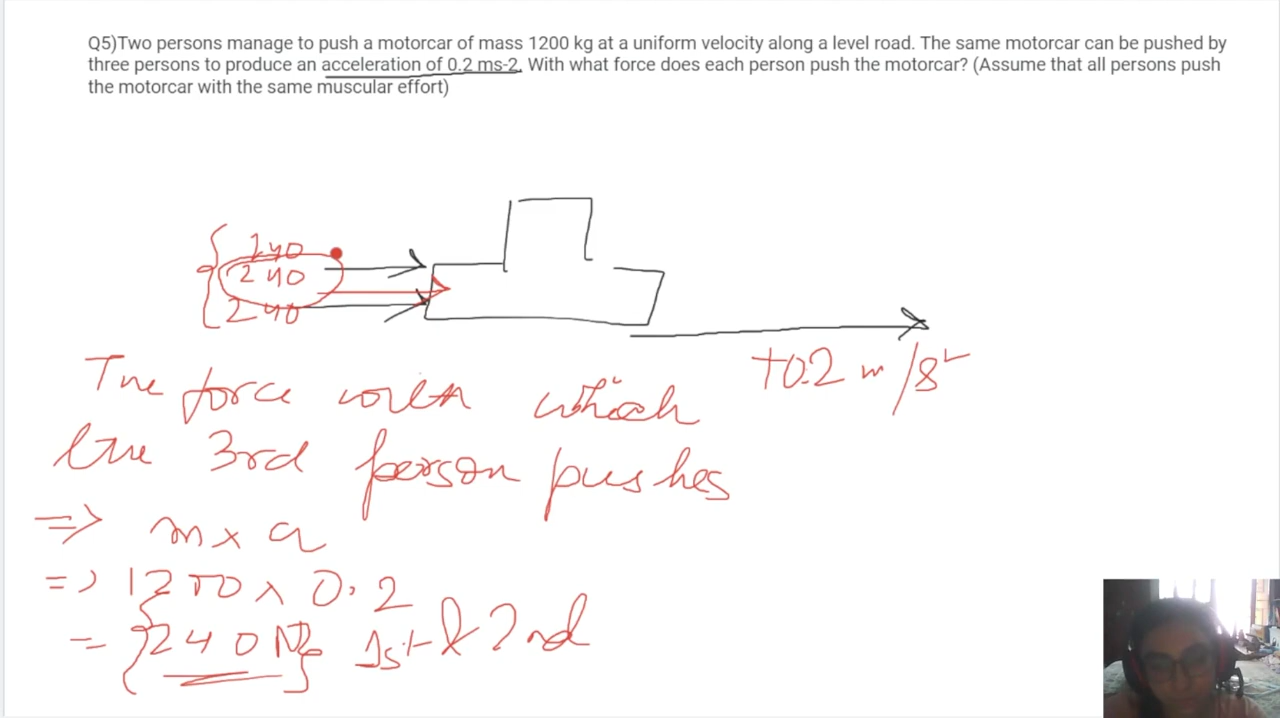 Q5)Two persons manage to push a motorcar of mass 1200 kg at a uniform velocity along a level road. The same motorcar can be pushed by
three persons to produce an acceleration of 0.2 ms-2. With what force does each person push the motorcar? (Assume that all persons push
the motorcar with the same muscular effort)
240
240
240
+0.2 m/s²
The force with which
the 3rd person pushes
=> m x a
=> 1200 x 0.2
= {240N} 1st & 2nd